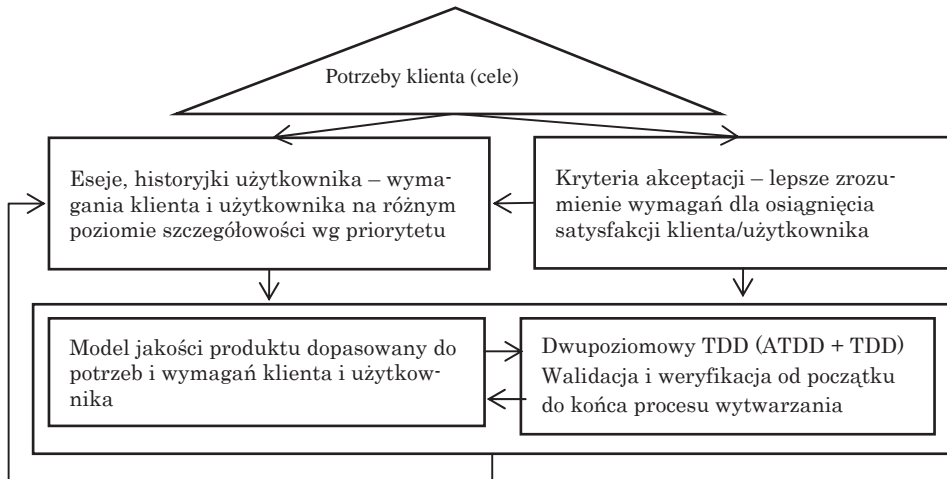 Potrzeby klienta (cele)
Eseje, historyjki użytkownika – wyma-
gania klienta i użytkownika na różnym
poziomie szczegółowości wg priorytetu
Kryteria akceptacji – lepsze zrozu-
mienie wymagań dla osiągnięcia
satysfakcji klienta/użytkownika
Model jakości produktu dopasowany do
potrzeb i wymagań klienta i użytkow-
nika
Dwupoziomowy TDD (ATDD + TDD)
Walidacja i weryfikacja od początku
do końca procesu wytwarzania